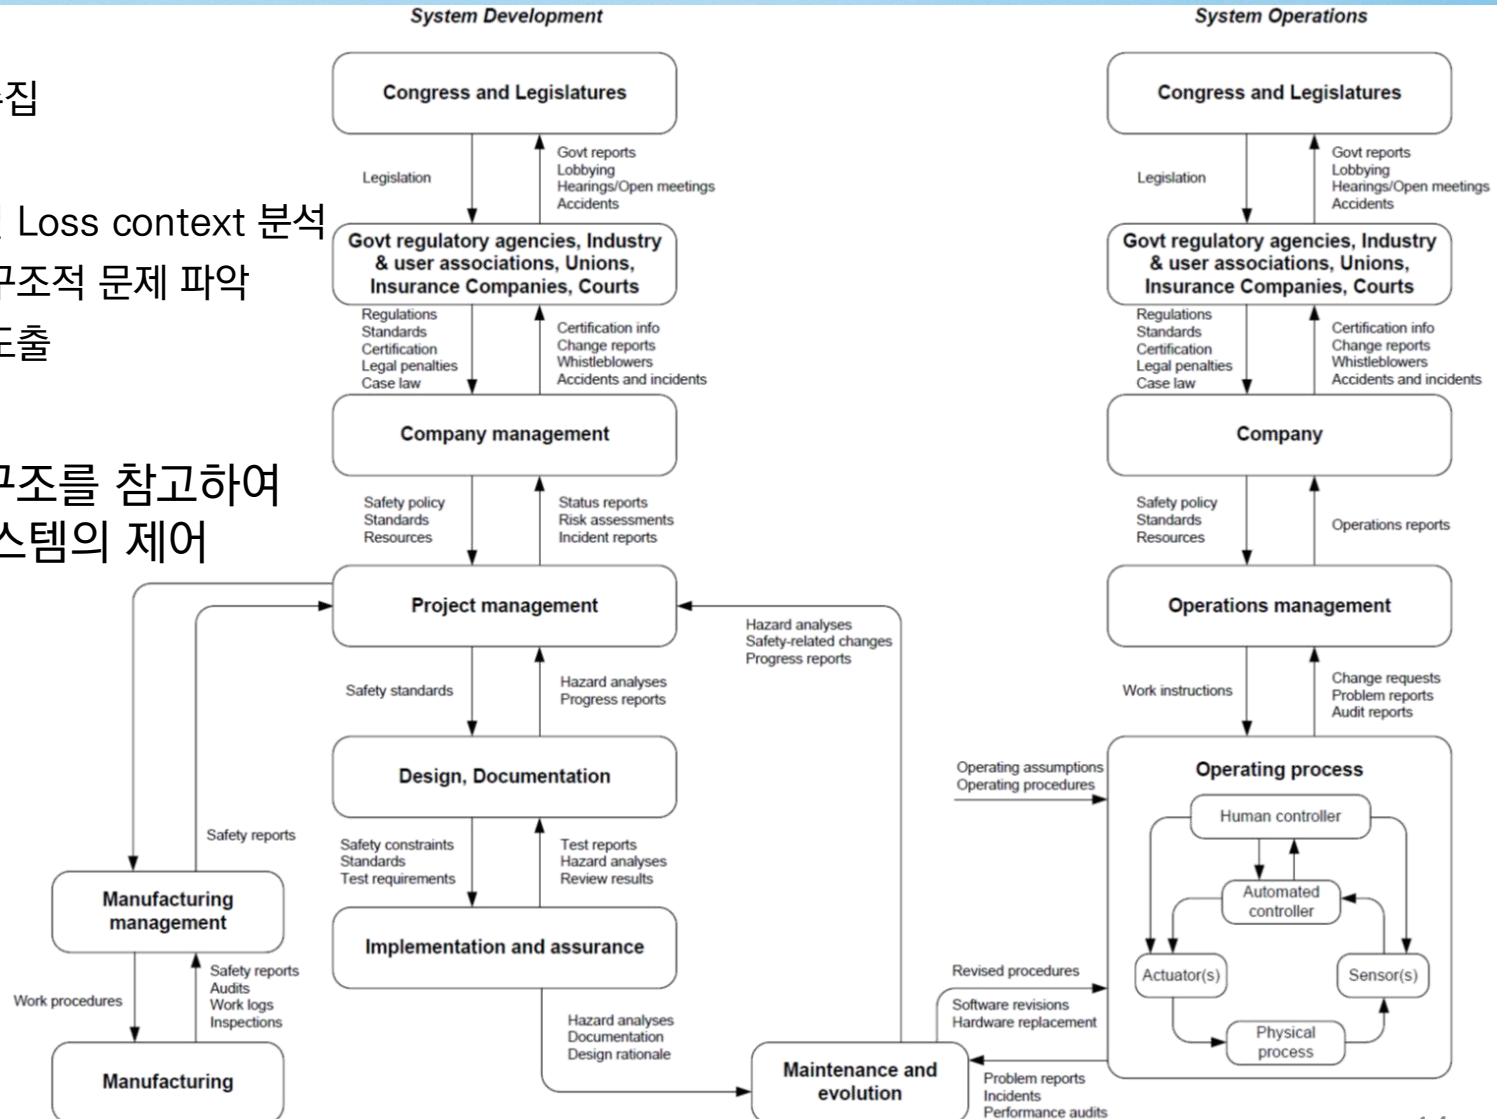 System Development
System Operations
집
Loss context 분석
구조적 문제 파악
도출
구조를 참고하여
스템의 제어
Congress and Legislatures
Legislation
Govt reports
Lobbying
Hearings/Open meetings
Accidents
Govt regulatory agencies, Industry
& user associations, Unions,
Insurance Companies, Courts
Regulations
Standards
Certification
Legal penalties
Case law
Certification info
Change reports
Whistleblowers
Accidents and incidents
Company management
Safety policy
Standards
Resources
Status reports
Risk assessments
Incident reports
Project management
Hazard analyses
Safety-related changes
Progress reports
Safety standards
Hazard analyses
Progress reports
Design, Documentation
Safety reports
Safety constraints
Standards
Test requirements
Test reports
Hazard analyses
Review results
Manufacturing
management
Implementation and assurance
Work procedures
Safety reports
Audits
Work logs
Inspections
Manufacturing
Hazard analyses
Documentation
Design rationale
Maintenance and
evolution
Congress and Legislatures
Legislation
Govt reports
Lobbying
Hearings/Open meetings
Accidents
Govt regulatory agencies, Industry
& user associations, Unions,
Insurance Companies, Courts
Regulations
Standards
Certification
Legal penalties
Case law
Certification info
Change reports
Whistleblowers
Accidents and incidents
Company
Safety policy
Standards
Resources
Operations reports
Operations management
Work instructions
Change requests
Problem reports
Audit reports
Operating assumptions
Operating procedures
Operating process
Human controller
Automated
controller
Actuator(s)
Sensor(s)
Physical
process
Revised procedures
Software revisions
Hardware replacement
Problem reports
Incidents
Performance audits